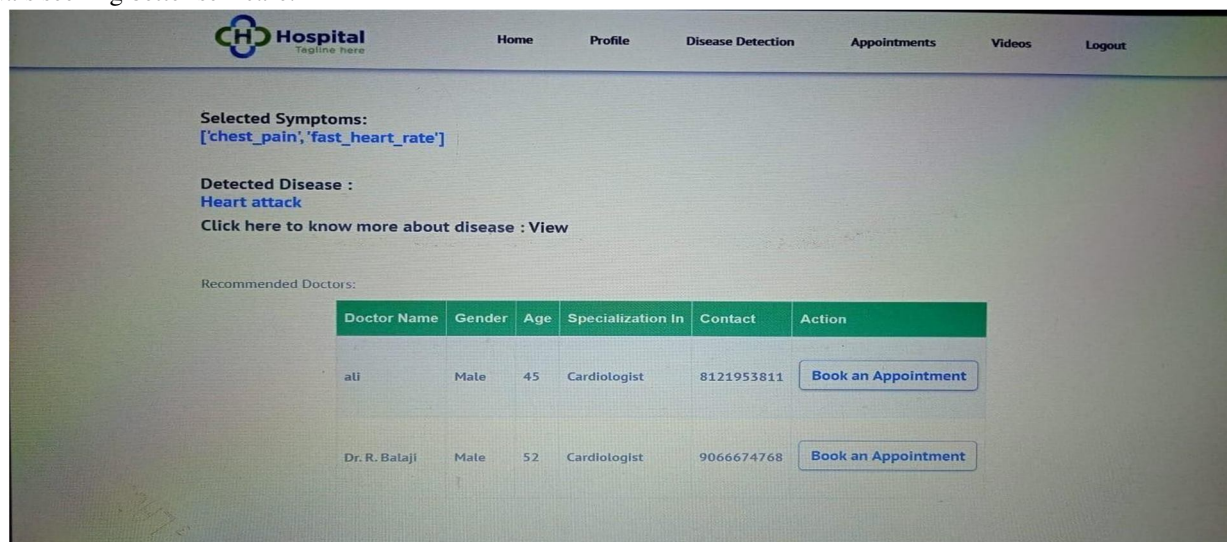 CHD Hospital
Tagline here
Home Profile Disease Detection Appointments Videos Logout
Selected Symptoms:
['chest_pain', 'fast_heart_rate']
Detected Disease :
Heart attack
Click here to know more about disease : View
Recommended Doctors:
Doctor Name Gender Age Specialization In Contact Action
ali Male 45 Cardiologist 8121953811 Book an Appointment
Dr. R. Balaji Male 52 Cardiologist 9066674768 Book an Appointment